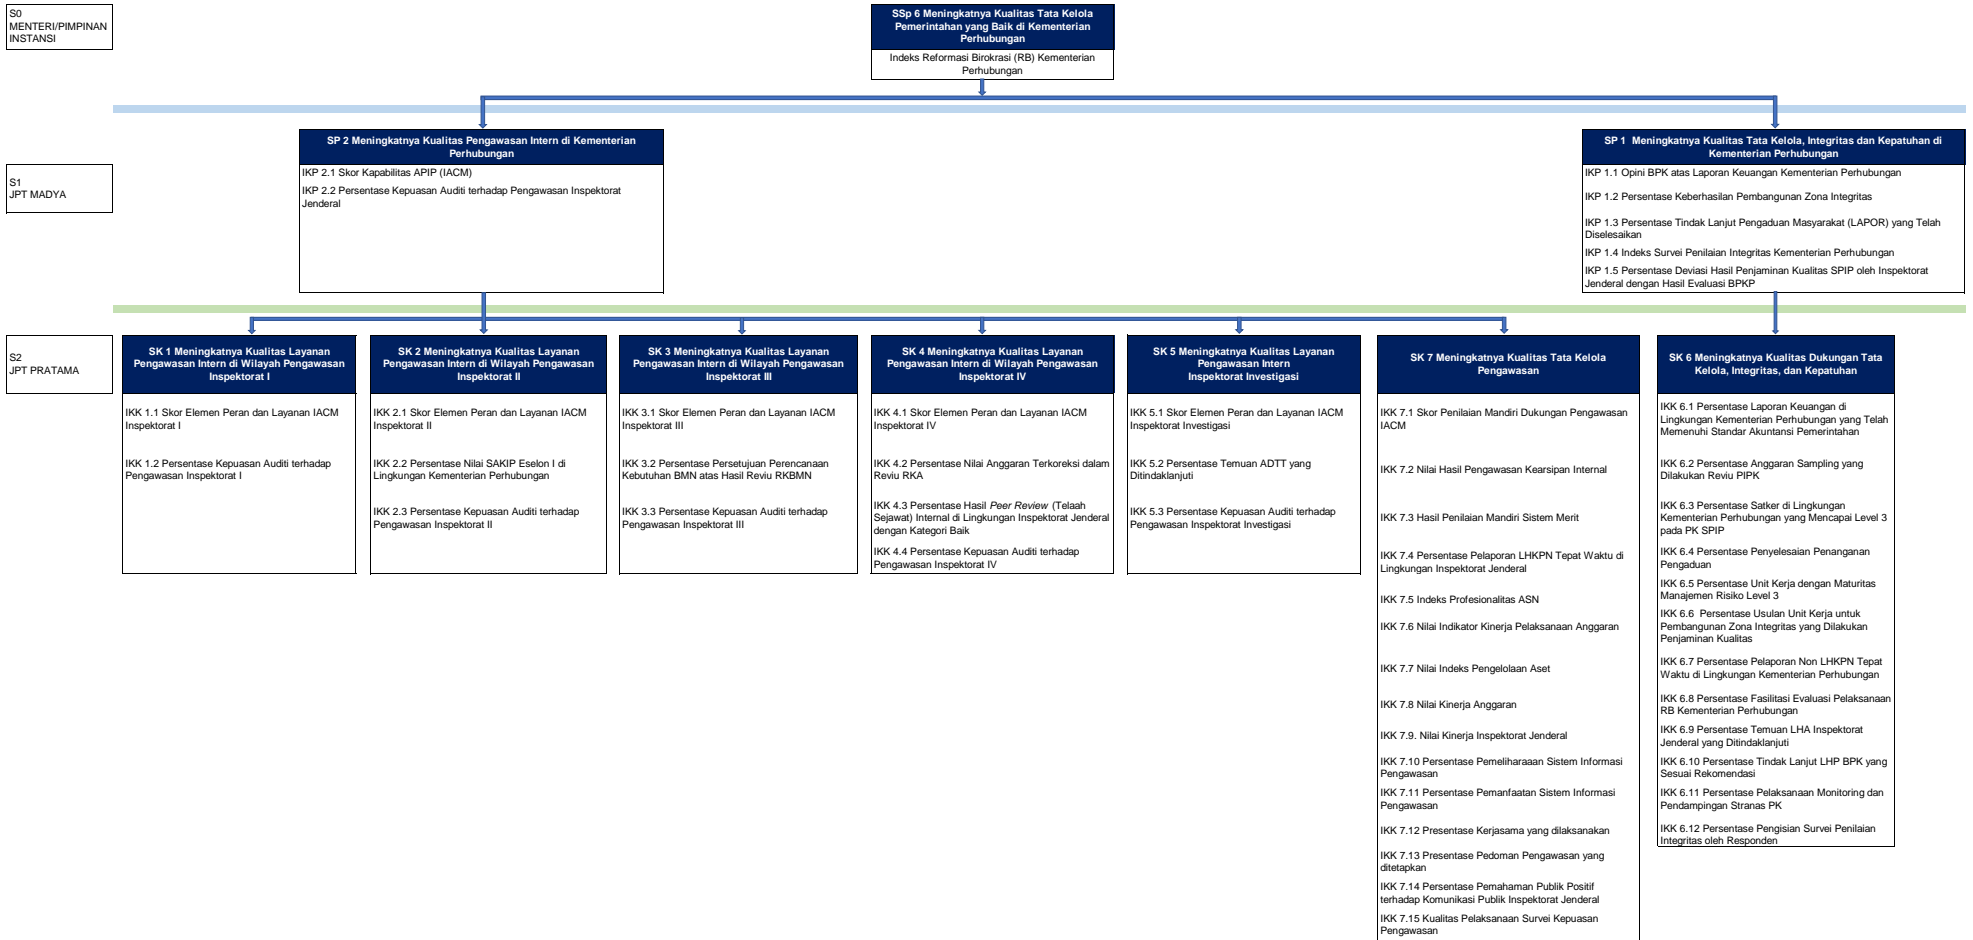 S0
MENTERI/PIMPINAN
INSTANSI
SSp 6 Meningkatnya Kualitas Tata Kelola
Pemerintahan yang Baik di Kementerian
Perhubungan
Indeks Reformasi Birokrasi (RB) Kementerian
Perhubungan
S1
JPT MADYA
SP 2 Meningkatnya Kualitas Pengawasan Intern di Kementerian
Perhubungan
IKP 2.1 Skor Kapabilitas APIP (IACM)
IKP 2.2 Persentase Kepuasan Auditi terhadap Pengawasan Inspektorat
Jenderal
SP 1  Meningkatnya Kualitas Tata Kelola, Integritas dan Kepatuhan di
Kementerian Perhubungan
IKP 1.1 Opini BPK atas Laporan Keuangan Kementerian Perhubungan
IKP 1.2 Persentase Keberhasilan Pembangunan Zona Integritas
IKP 1.3 Persentase Tindak Lanjut Pengaduan Masyarakat (LAPOR) yang Telah
Diselesaikan
IKP 1.4 Indeks Survei Penilaian Integritas Kementerian Perhubungan
IKP 1.5 Persentase Deviasi Hasil Penjaminan Kualitas SPIP oleh Inspektorat
Jenderal dengan Hasil Evaluasi BPKP
S2
JPT PRATAMA
SK 1 Meningkatnya Kualitas Layanan
Pengawasan Intern di Wilayah Pengawasan
Inspektorat I
IKK 1.1 Skor Elemen Peran dan Layanan IACM
Inspektorat I
IKK 1.2 Persentase Kepuasan Auditi terhadap
Pengawasan Inspektorat I
SK 2 Meningkatnya Kualitas Layanan
Pengawasan Intern di Wilayah Pengawasan
Inspektorat II
IKK 2.1 Skor Elemen Peran dan Layanan IACM
Inspektorat II
IKK 2.2 Persentase Nilai SAKIP Eselon I di
Lingkungan Kementerian Perhubungan
IKK 2.3 Persentase Kepuasan Auditi terhadap
Pengawasan Inspektorat II
SK 3 Meningkatnya Kualitas Layanan
Pengawasan Intern di Wilayah Pengawasan
Inspektorat III
IKK 3.1 Skor Elemen Peran dan Layanan IACM
Inspektorat III
IKK 3.2 Persentase Persetujuan Perencanaan
Kebutuhan BMN atas Hasil Reviu RKBMN
IKK 3.3 Persentase Kepuasan Auditi terhadap
Pengawasan Inspektorat III
SK 4 Meningkatnya Kualitas Layanan
Pengawasan Intern di Wilayah Pengawasan
Inspektorat IV
IKK 4.1 Skor Elemen Peran dan Layanan IACM
Inspektorat IV
IKK 4.2 Persentase Nilai Anggaran Terkoreksi dalam
Reviu RKA
IKK 4.3 Persentase Hasil Peer Review (Telaah
Sejawat) Internal di Lingkungan Inspektorat Jenderal
dengan Kategori Baik
IKK 4.4 Persentase Kepuasan Auditi terhadap
Pengawasan Inspektorat IV
SK 5 Meningkatnya Kualitas Layanan
Pengawasan Intern
Inspektorat Investigasi
IKK 5.1 Skor Elemen Peran dan Layanan IACM
Inspektorat Investigasi
IKK 5.2 Persentase Temuan ADTT yang
Ditindaklanjuti
IKK 5.3 Persentase Kepuasan Auditi terhadap
Pengawasan Inspektorat Investigasi
SK 7 Meningkatnya Kualitas Tata Kelola
Pengawasan
IKK 7.1 Skor Penilaian Mandiri Dukungan Pengawasan
IACM
IKK 7.2 Nilai Hasil Pengawasan Kearsipan Internal
IKK 7.3 Hasil Penilaian Mandiri Sistem Merit
IKK 7.4 Persentase Pelaporan LHKPN Tepat Waktu di
Lingkungan Inspektorat Jenderal
IKK 7.5 Indeks Profesionalitas ASN
IKK 7.6 Nilai Indikator Kinerja Pelaksanaan Anggaran
IKK 7.7 Nilai Indeks Pengelolaan Aset
IKK 7.8 Nilai Kinerja Anggaran
IKK 7.9. Nilai Kinerja Inspektorat Jenderal
IKK 7.10 Persentase Pemeliharaaan Sistem Informasi
Pengawasan
IKK 7.11 Persentase Pemanfaatan Sistem Informasi
Pengawasan
IKK 7.12 Presentase Kerjasama yang dilaksanakan
IKK 7.13 Presentase Pedoman Pengawasan yang
ditetapkan
IKK 7.14 Persentase Pemahaman Publik Positif
terhadap Komunikasi Publik Inspektorat Jenderal
IKK 7.15 Kualitas Pelaksanaan Survei Kepuasan
Pengawasan
SK 6 Meningkatnya Kualitas Dukungan Tata
Kelola, Integritas, dan Kepatuhan
IKK 6.1 Persentase Laporan Keuangan di
Lingkungan Kementerian Perhubungan yang Telah
Memenuhi Standar Akuntansi Pemerintahan
IKK 6.2 Persentase Anggaran Sampling yang
Dilakukan Reviu PIPK
IKK 6.3 Persentase Satker di Lingkungan
Kementerian Perhubungan yang Mencapai Level 3
pada PK SPIP
IKK 6.4 Persentase Penyelesaian Penanganan
Pengaduan
IKK 6.5 Persentase Unit Kerja dengan Maturitas
Manajemen Risiko Level 3
IKK 6.6  Persentase Usulan Unit Kerja untuk
Pembangunan Zona Integritas yang Dilakukan
Penjaminan Kualitas
IKK 6.7 Persentase Pelaporan Non LHKPN Tepat
Waktu di Lingkungan Kementerian Perhubungan
IKK 6.8 Persentase Fasilitasi Evaluasi Pelaksanaan
RB Kementerian Perhubungan
IKK 6.9 Persentase Temuan LHA Inspektorat
Jenderal yang Ditindaklanjuti
IKK 6.10 Persentase Tindak Lanjut LHP BPK yang
Sesuai Rekomendasi
IKK 6.11 Persentase Pelaksanaan Monitoring dan
Pendampingan Stranas PK
IKK 6.12 Persentase Pengisian Survei Penilaian
Integritas oleh Responden